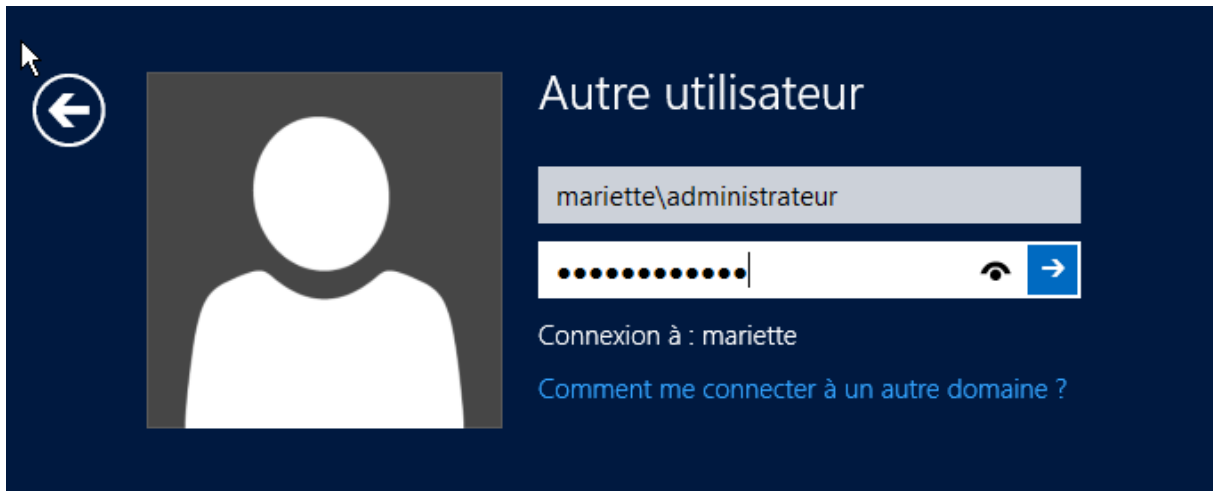 Autre utilisateur
mariette\administrateur
••••••••••••
Connexion à : mariette
Comment me connecter à un autre domaine ?